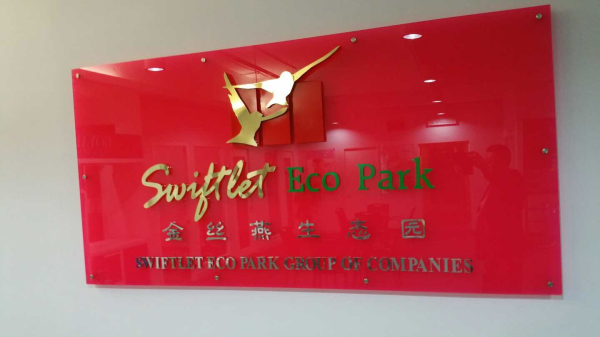 Swiftlet Eco Park
金丝燕生态园
SWIFTLET ECO PARK GROUP OF COMPANIES